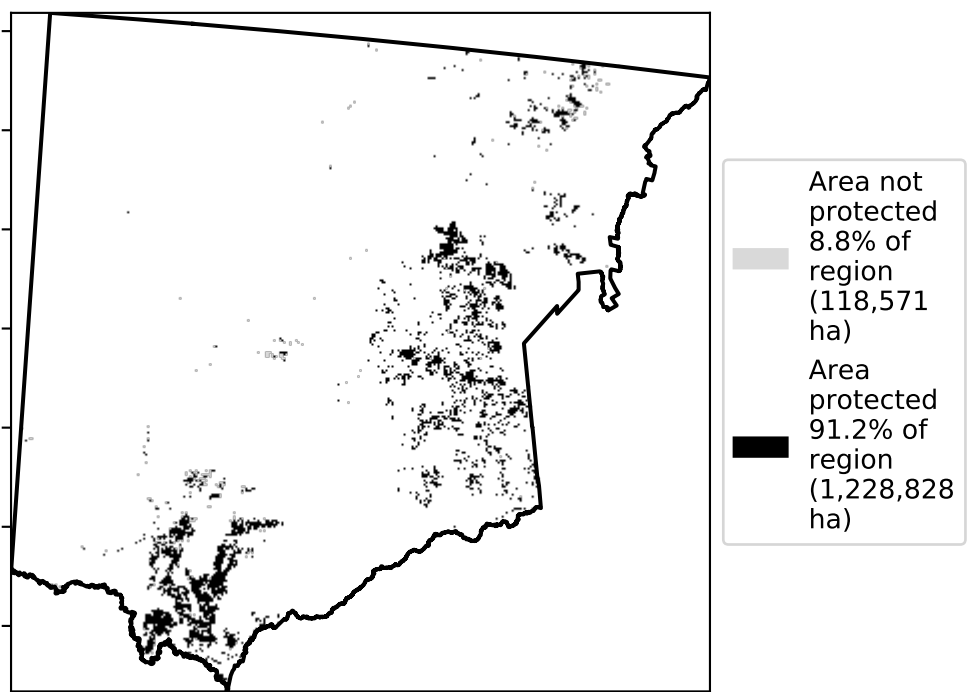 Area not
protected
8.8% of
region
(118,571
ha)
Area
protected
91.2% of
region
(1,228,828
ha)